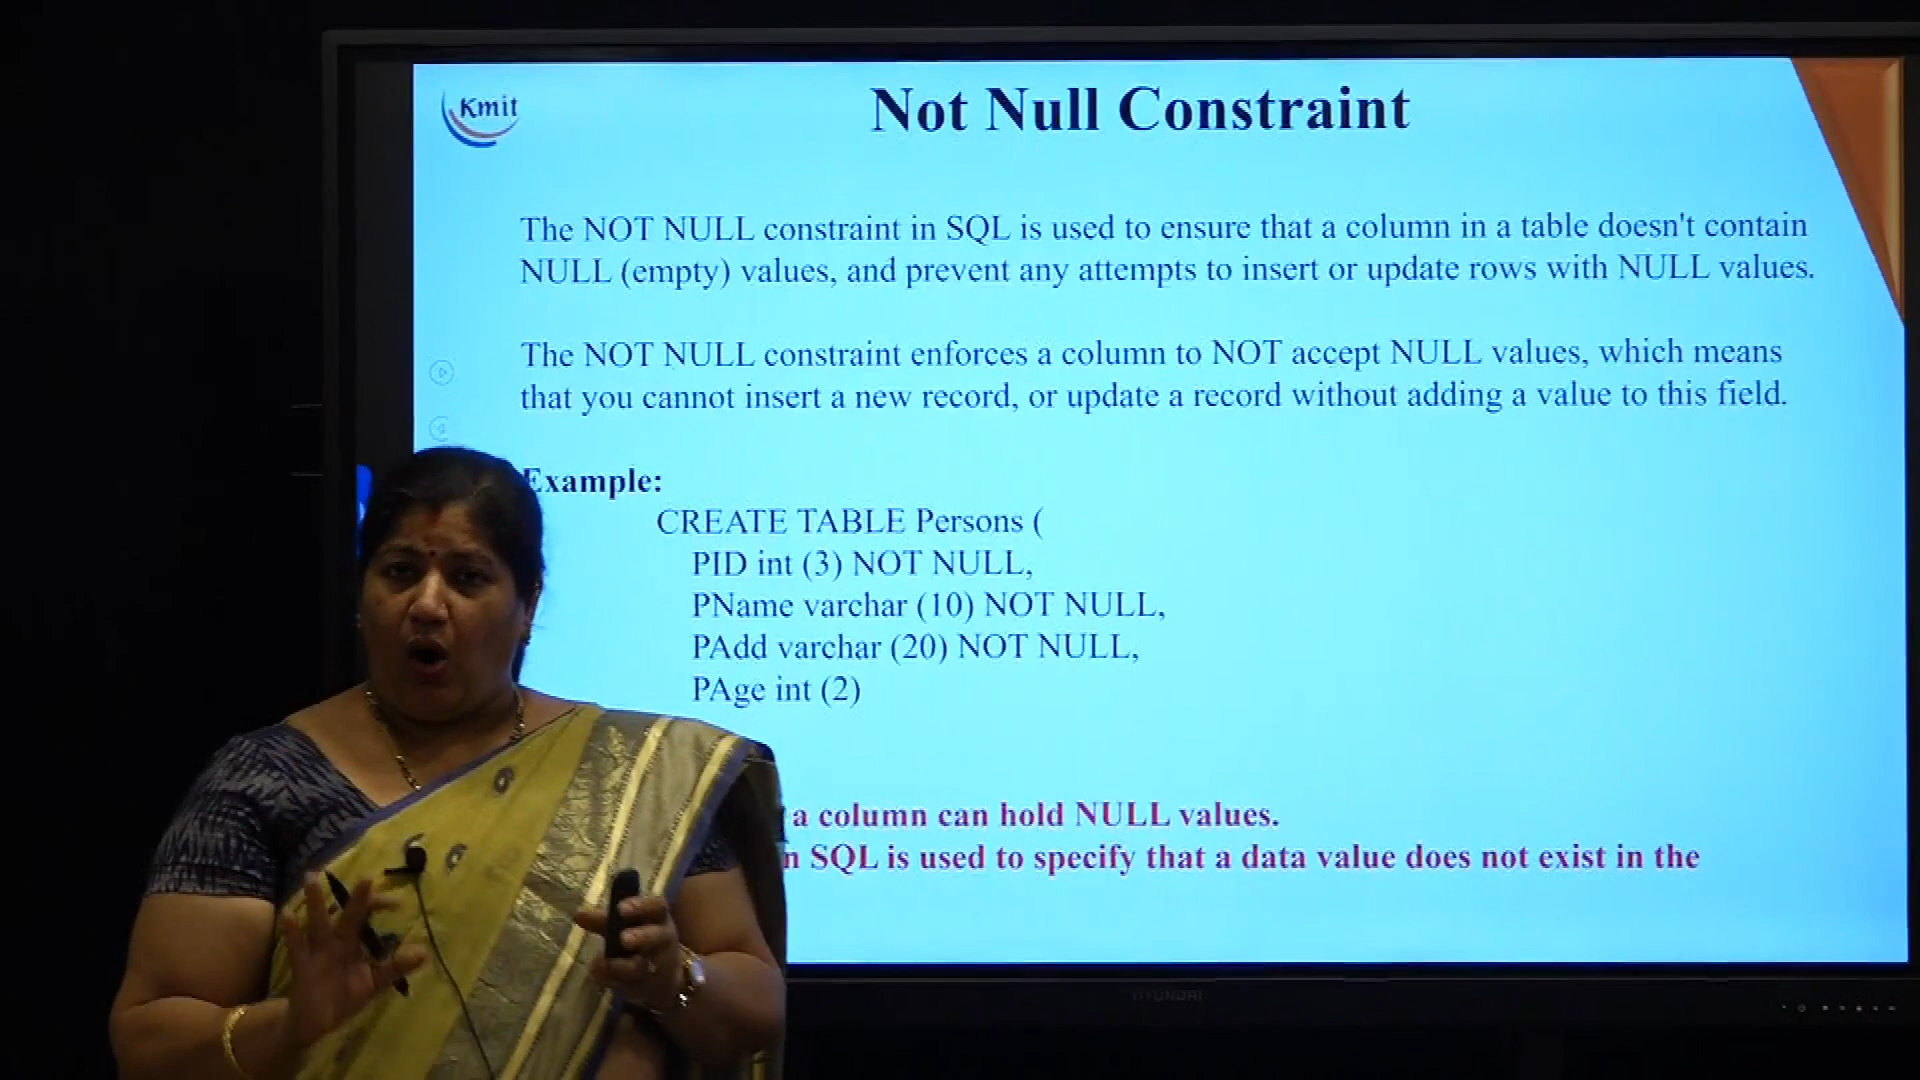 Kmit
Not Null Constraint
The NOT NULL constraint in SQL is used to ensure that a column in a table doesn't contain
NULL (empty) values, and prevent any attempts to insert or update rows with NULL values.
The NOT NULL constraint enforces a column to NOT accept NULL values, which means
that you cannot insert a new record, or update a record without adding a value to this field.
Example:
CREATE TABLE Persons (
PID int (3) NOT NULL,
PName varchar (10) NOT NULL,
PAdd varchar (20) NOT NULL,
PAge int (2)
a column can hold NULL values.
SQL is used to specify that a data value does not exist in the
HYUNDAI